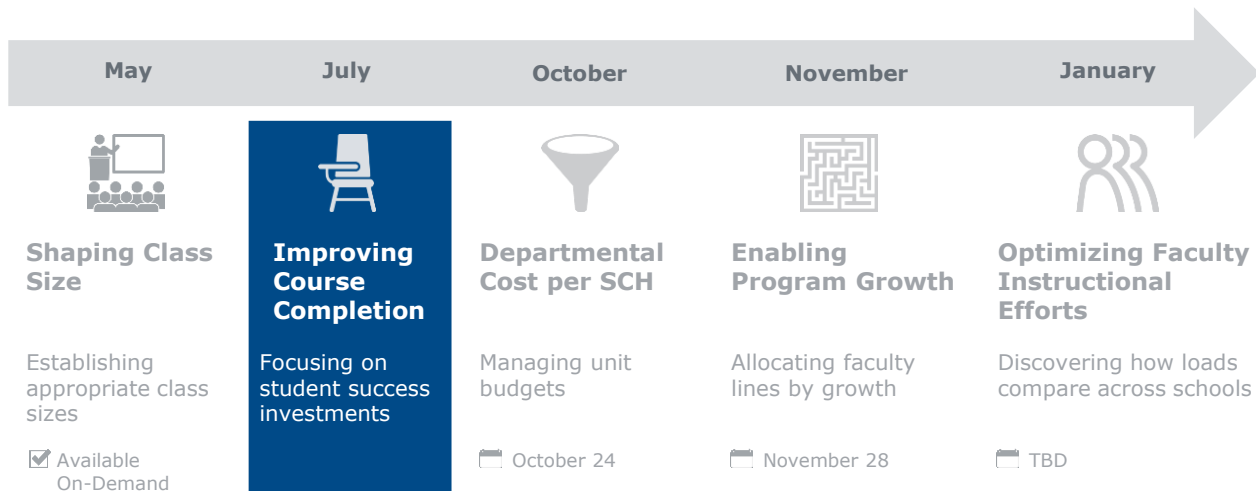 May
July
October
November
January
Shaping Class
Size
Improving
Course
Completion
Departmental
Cost per SCH
Enabling
Program Growth
Optimizing Faculty
Instructional
Efforts
Establishing
appropriate class
sizes
Focusing on
student success
investments
Managing unit
budgets
Allocating faculty
lines by growth
Discovering how loads
compare across schools
Available
On-Demand
October 24
November 28
TBD